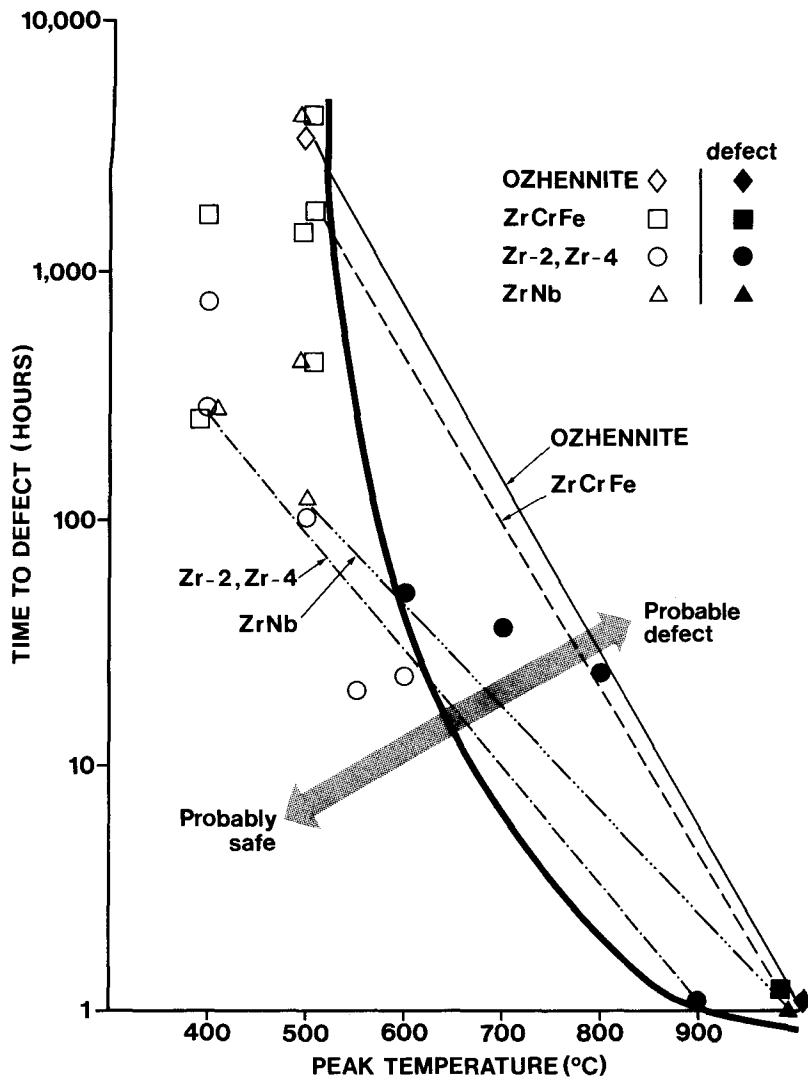 10,000
1,000
100
10
1
TIME TO DEFECT (HOURS)
defect
OZHENNITE
ZrCrFe
Zr-2, Zr-4
ZrNb
OZHENNITE
ZrCrFe
Zr-2, Zr-4
ZrNb
Probable
defect
Probably
safe
400 500 600 700 800 900
PEAK TEMPERATURE (°C)